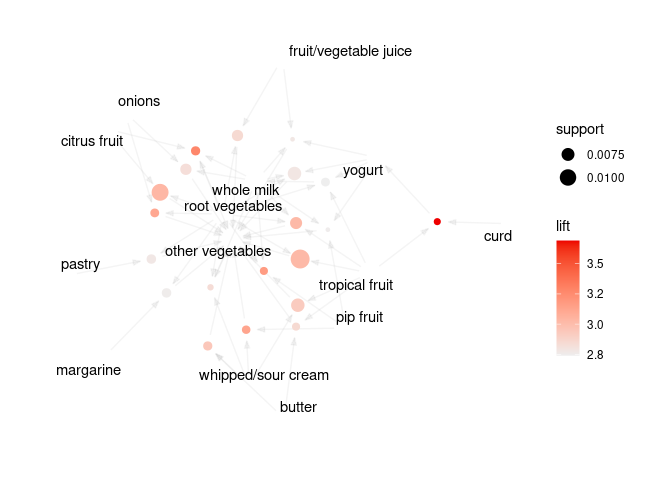 fruit/vegetable juice
onions
citrus fruit
yogurt
whole milk
root vegetables
other vegetables
curd
pastry
tropical fruit
pip fruit
margarine
whipped/sour cream
butter
support
0.0075
0.0100
lift
3.5
3.2
3.0
2.8